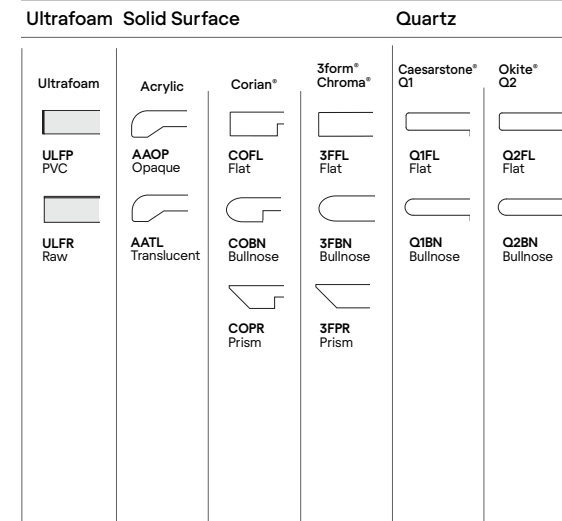 Ultrafoam Solid Surface Quartz
Ultrafoam
ULFP
PVC
ULFR
Raw
Acrylic
AAOP
Opaque
AATL
Translucent
Corian®
COFL
Flat
COBN
Bullnose
COPR
Prism
3form®
Chroma®
3FFL
Flat
3FBN
Bullnose
3FPR
Prism
Caesarstone®
Q1
Q1FL
Flat
Q1BN
Bullnose
Okite®
Q2
Q2FL
Flat
Q2BN
Bullnose